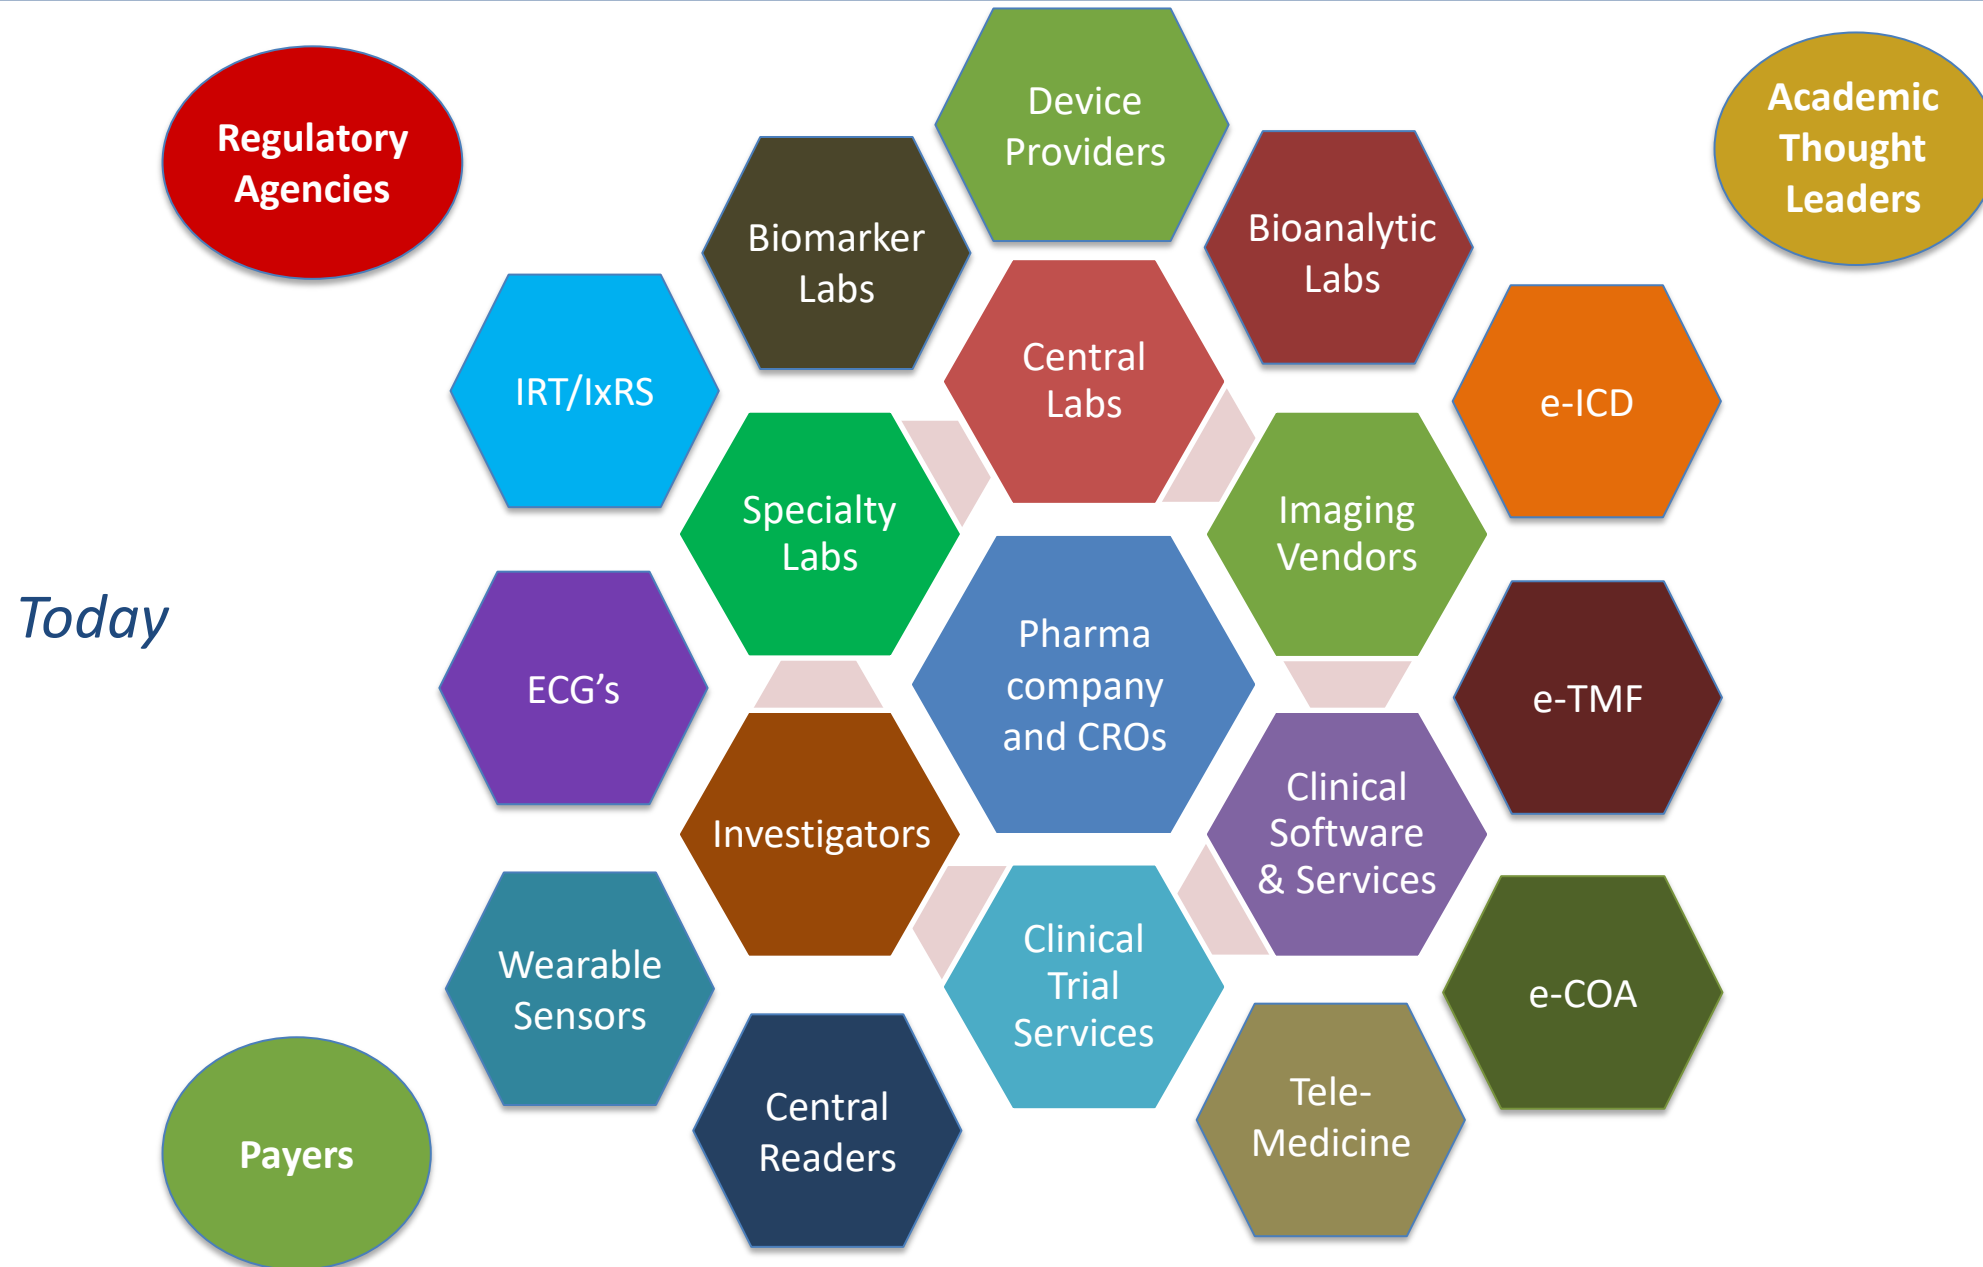 Regulatory
Agencies
Device
Providers
Academic
Thought
Leaders
Biomarker
Labs
Bioanalytic
Labs
IRT/IxRS
Central
Labs
e-ICD
Specialty
Labs
Imaging
Vendors
Today
ECG's
Pharma
company
and CROs
e-TMF
Investigators
Clinical
Software
& Services
Wearable
Sensors
Clinical
Trial
Services
e-COA
Payers
Central
Readers
Tele-
Medicine